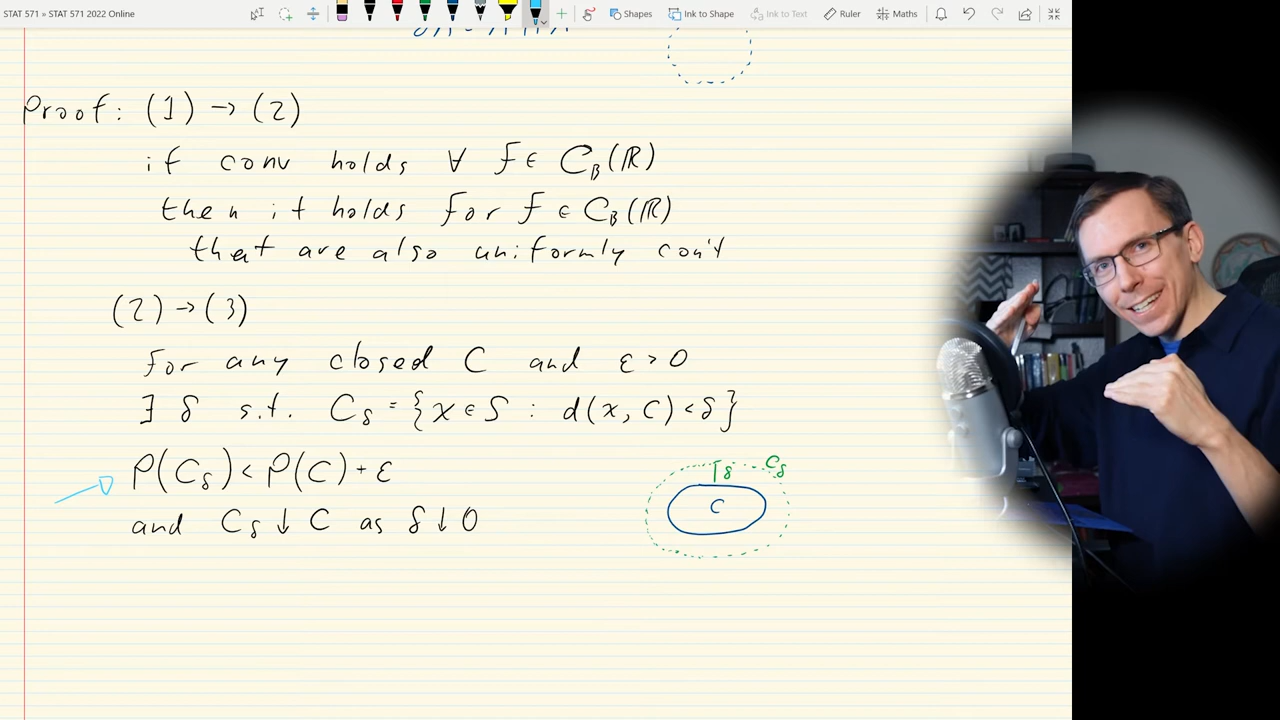 STAT 571 » STAT 571 2022 Online
Shapes Ink to Shape Ink to Text Ruler Maths
Proof: (1) → (2)
if conv holds ∀ f ∈ C_B(ℝ)
then it holds for f ∈ C_B(ℝ)
that are also uniformly con't
(2) → (3)
for any closed C and ε > 0
∃ δ s.t. C_δ = {x ∈ S : d(x, C) < δ}
P(C_δ) < P(C) + ε
and C_δ ↓ C as δ ↓ 0
δ C_δ
C